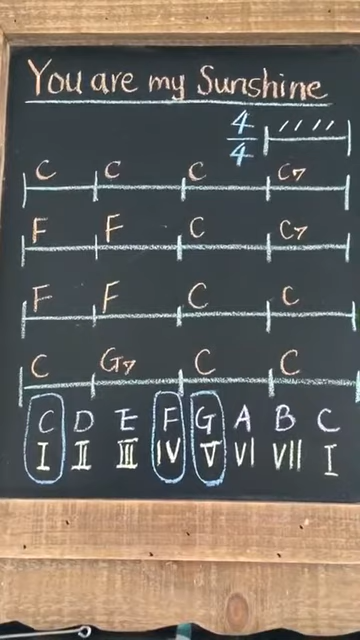 You are my Sunshine
4
4
C C C C7
F F C C7
F F C C
C G7 C C
C D E F G A B C
I II III IV V VI VII I